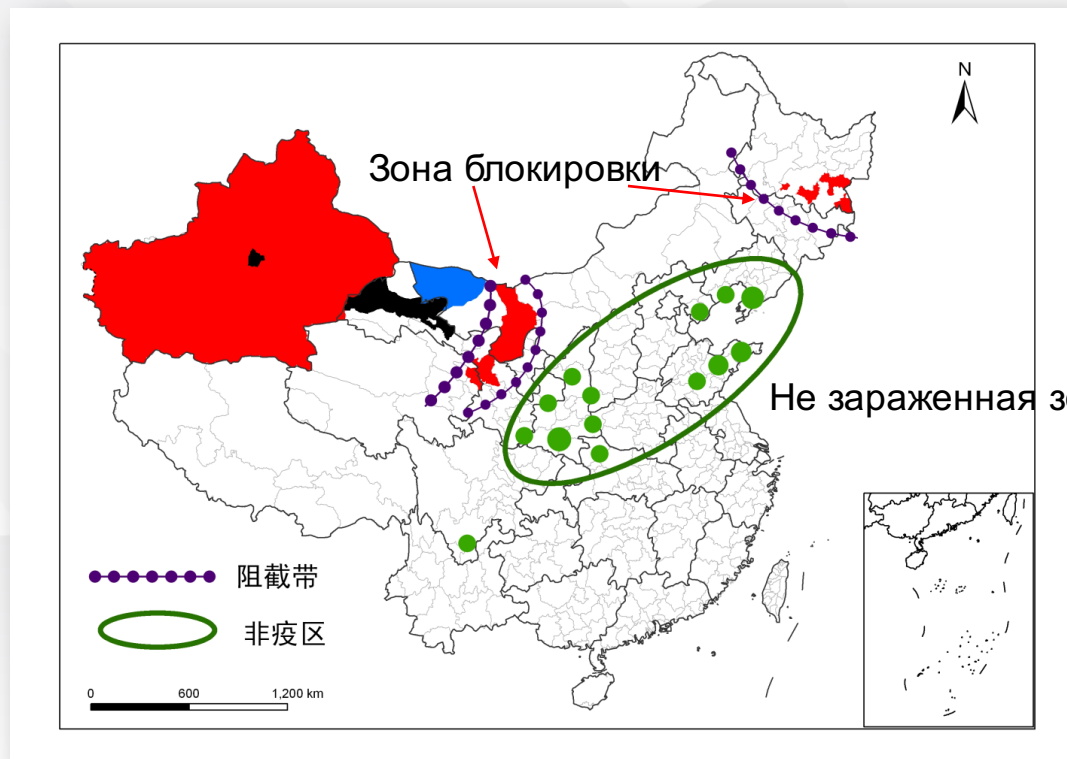 N
Зона блокировки
Не зараженная з
阻截带
非疫区
0 600 1,200 km